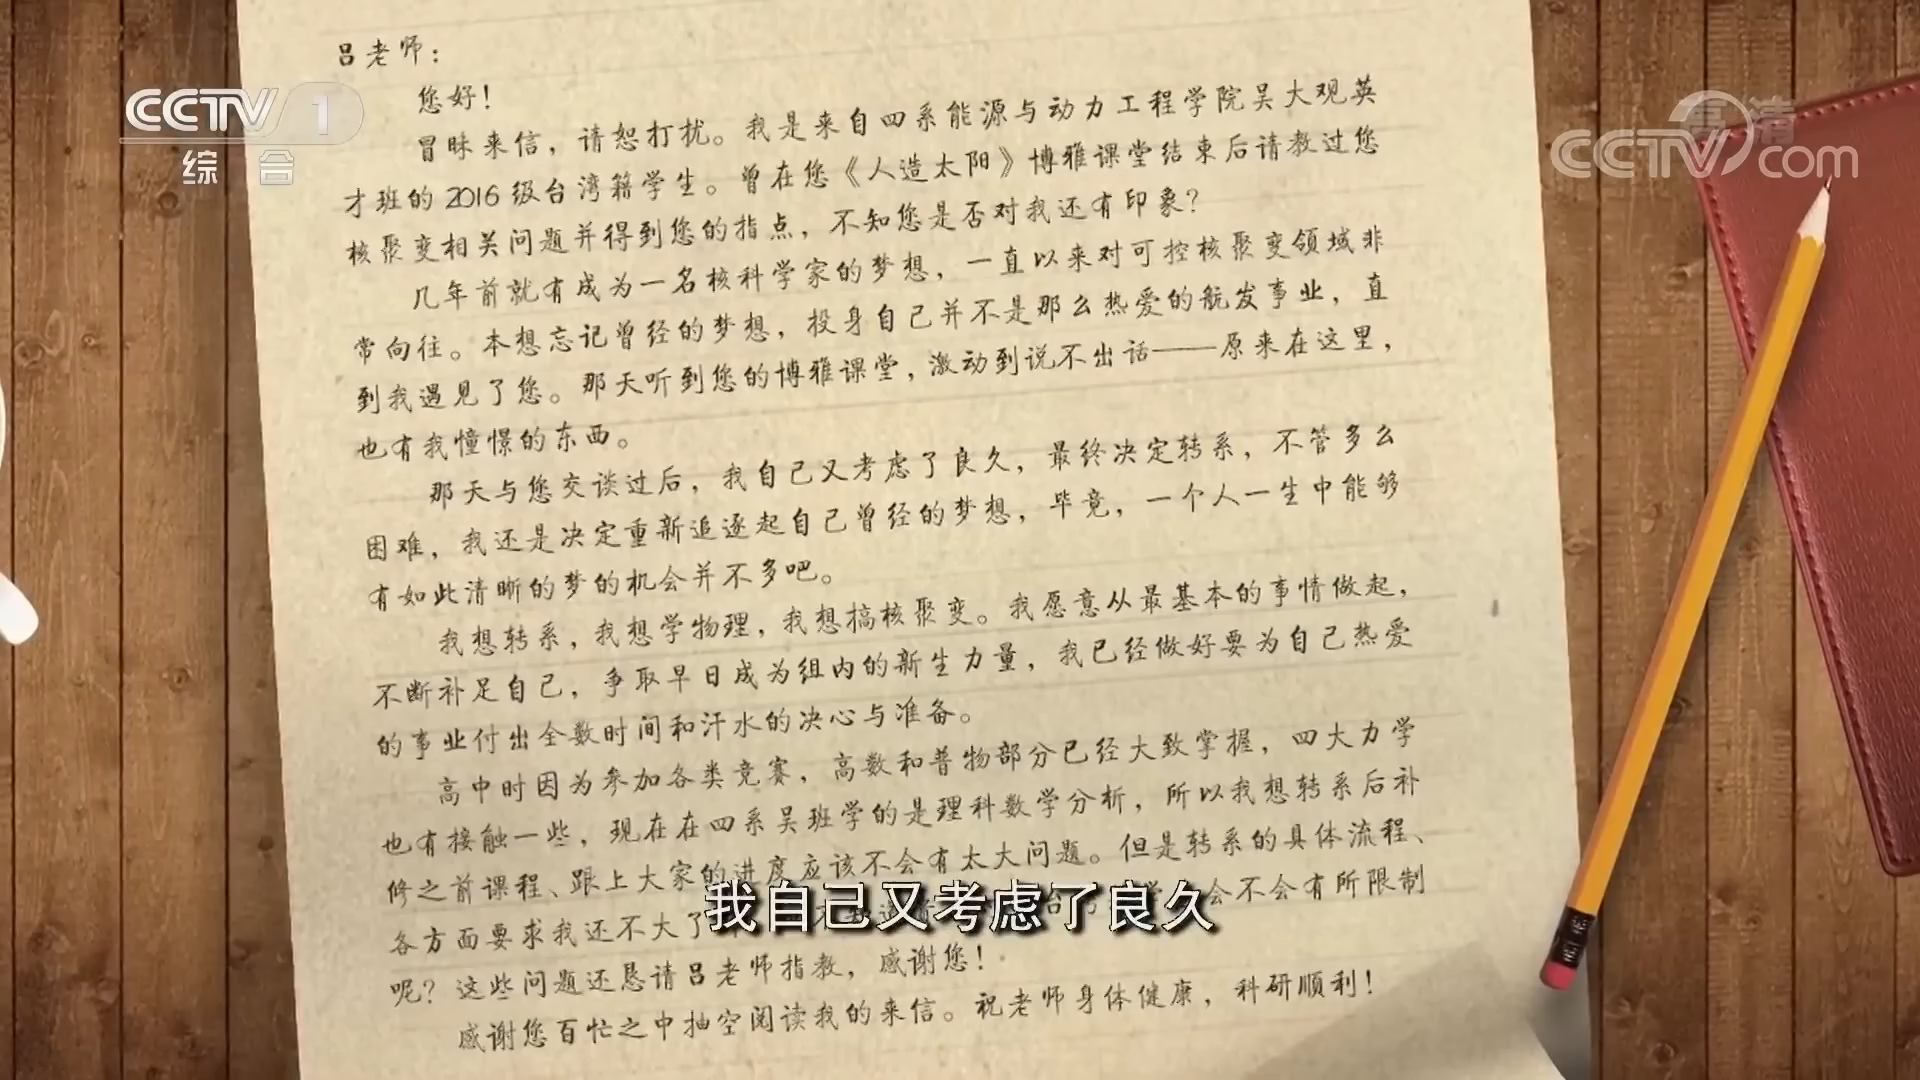 吕老师：
您好！
冒昧来信，请恕打扰。我是来自四系能源与动力工程学院吴大观英
才班的2016级台湾籍学生。曾在您《人造太阳》博雅课堂结束后请教过您
核聚变相关问题并得到您的指点，不知您是否对我还有印象？
几年前就有成为一名核科学家的梦想，一直以来对可控核聚变领域非
常向往。本想忘记曾经的梦想，投身自己并不是那么热爱的航发事业，直
到我遇见了您。那天听到您的博雅课堂，激动到说不出话——原来在这里，
也有我憧憬的东西。
那天与您交谈过后，我自己又考虑了良久，最终决定转系，不管多么
困难，我还是决定重新追逐起自己曾经的梦想，毕竟，一个人一生中能够
有如此清晰的梦的机会并不多吧。
我想转系，我想学物理，我想搞核聚变。我愿意从最基本的事情做起，
不断补足自己，争取早日成为组内的新生力量，我已经做好要为自己热爱
的事业付出全数时间和汗水的决心与准备。
高中时因为参加各类竞赛，高数和普物部分已经大致掌握，四大力学
也有接触一些，现在在四系吴班学的是理科数学分析，所以我想转系后补
修之前课程、跟上大家的进度应该不会有太大问题。但是转系的具体流程、
各方面要求我还不大了 会不会有所限制
呢？这些问题还恳请吕老师指教，感谢您！
感谢您百忙之中抽空阅读我的来信。祝老师身体健康，科研顺利！
我自己又考虑了良久
CCTV 1
综合
高清
CCTV.com